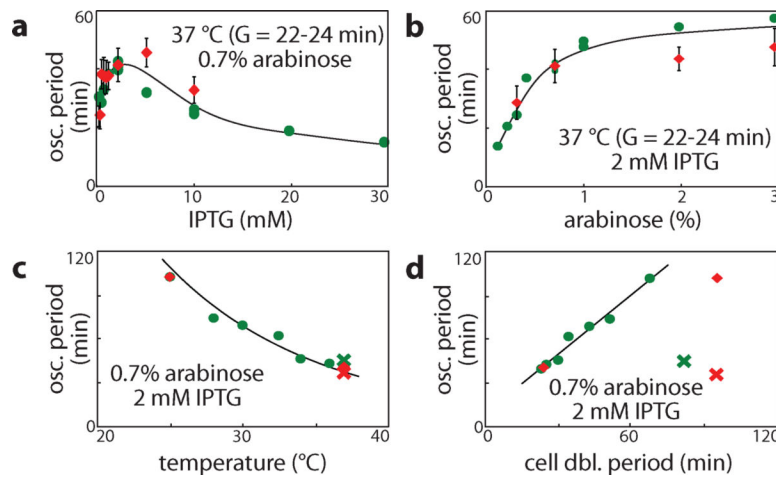 a
60
37 °C (G = 22-24 min)
0.7% arabinose
osc. period
(min)
0
0
10
20
30
IPTG (mM)
b
60
osc. period
(min)
37 °C (G = 22-24 min)
2 mM IPTG
0
0
1
2
3
arabinose (%)
c
120
osc. period
(min)
0.7% arabinose
2 mM IPTG
0
20
30
40
temperature (°C)
d
120
osc. period
(min)
0.7% arabinose
2 mM IPTG
0
0
60
120
cell dbl. period (min)